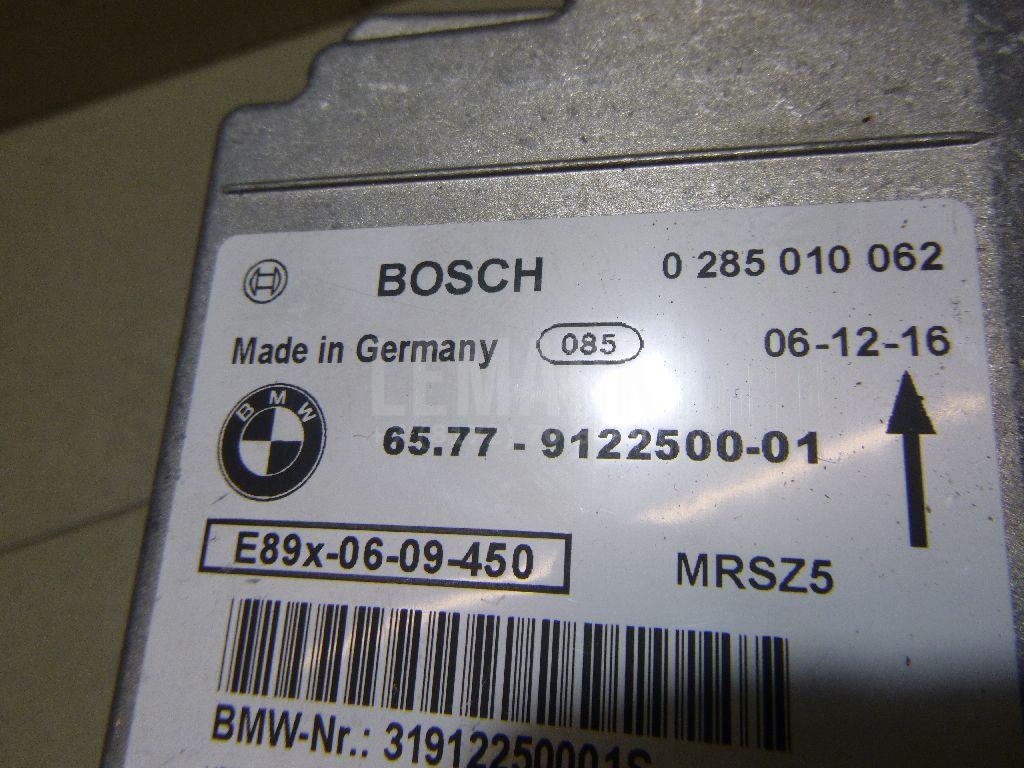 BOSCH 0 285 010 062
Made in Germany 085 06-12-16
BMW
65.77 - 9122500-01
E89x-06-09-450 MRSZ5
BMW-Nr.: 31912250001S